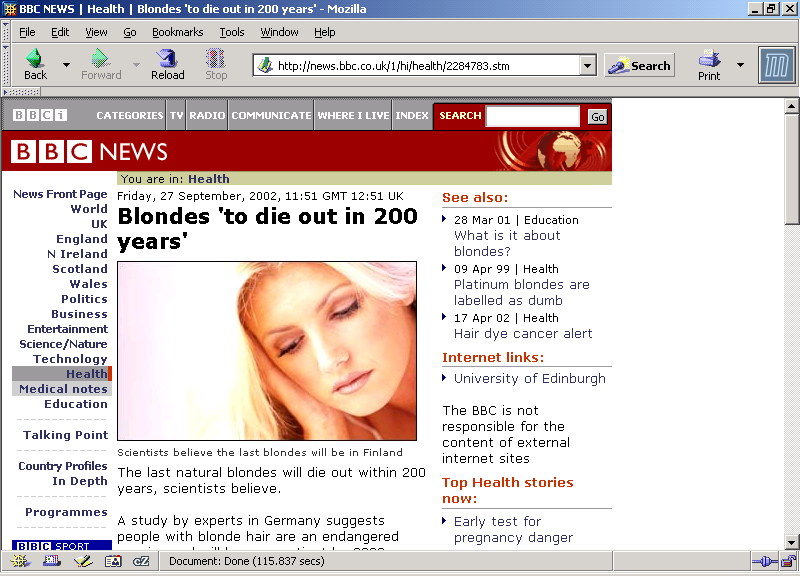 BBC NEWS | Health | Blondes 'to die out in 200 years' - Mozilla
File Edit View Go Bookmarks Tools Window Help
Back Forward Reload Stop http://news.bbc.co.uk/1/hi/health/2284783.stm Search Print
BBCi CATEGORIES TV RADIO COMMUNICATE WHERE I LIVE INDEX SEARCH Go
BBC NEWS
You are in: Health
News Front Page
World
UK
England
N Ireland
Scotland
Wales
Politics
Business
Entertainment
Science/Nature
Technology
Health
Medical notes
Education
Talking Point
Country Profiles
In Depth
Programmes
BBC SPORT
Friday, 27 September, 2002, 11:51 GMT 12:51 UK
Blondes 'to die out in 200
years'
Scientists believe the last blondes will be in Finland
The last natural blondes will die out within 200
years, scientists believe.
A study by experts in Germany suggests
people with blonde hair are an endangered
See also:
28 Mar 01 | Education
What is it about
blondes?
09 Apr 99 | Health
Platinum blondes are
labelled as dumb
17 Apr 02 | Health
Hair dye cancer alert
Internet links:
University of Edinburgh
The BBC is not
responsible for the
content of external
internet sites
Top Health stories
now:
Early test for
pregnancy danger
Document: Done (115.837 secs)